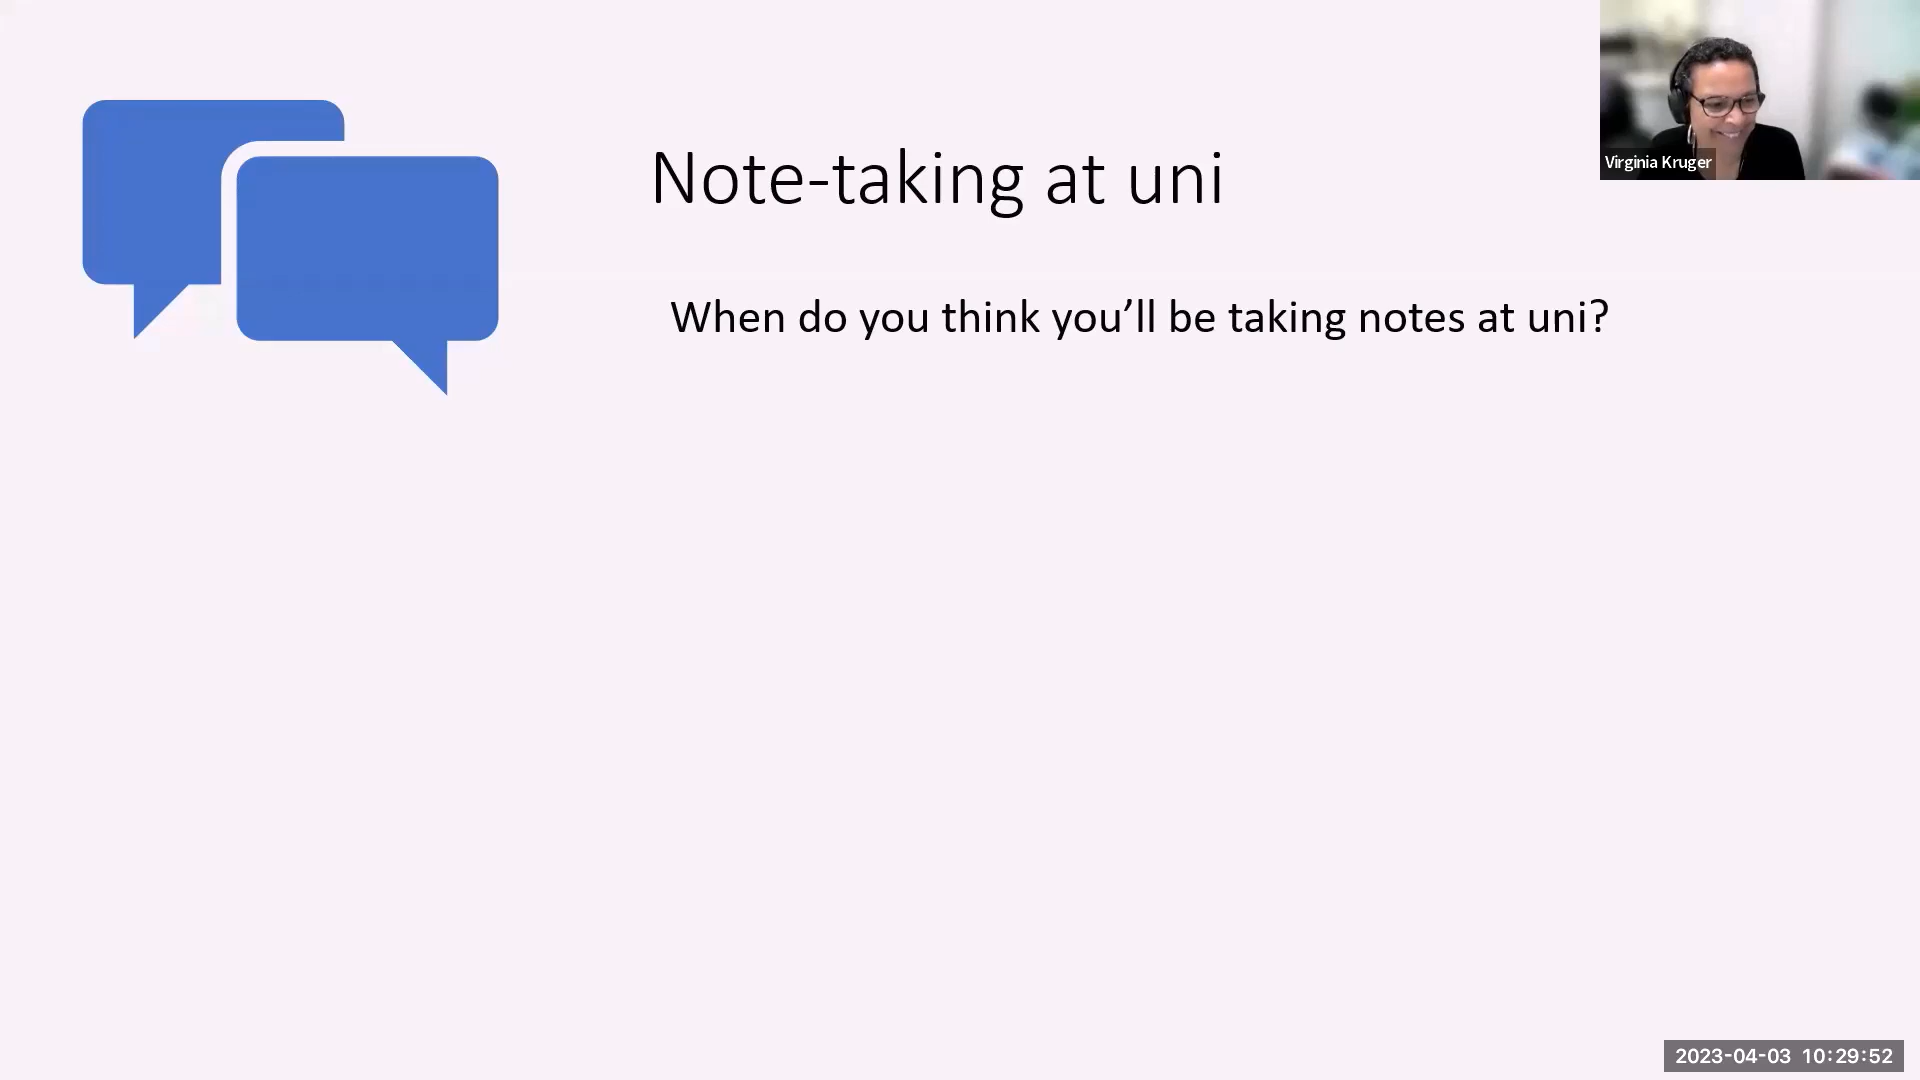 Note-taking at uni
Virginia Kruger
When do you think you’ll be taking notes at uni?
2023-04-03 10:29:52